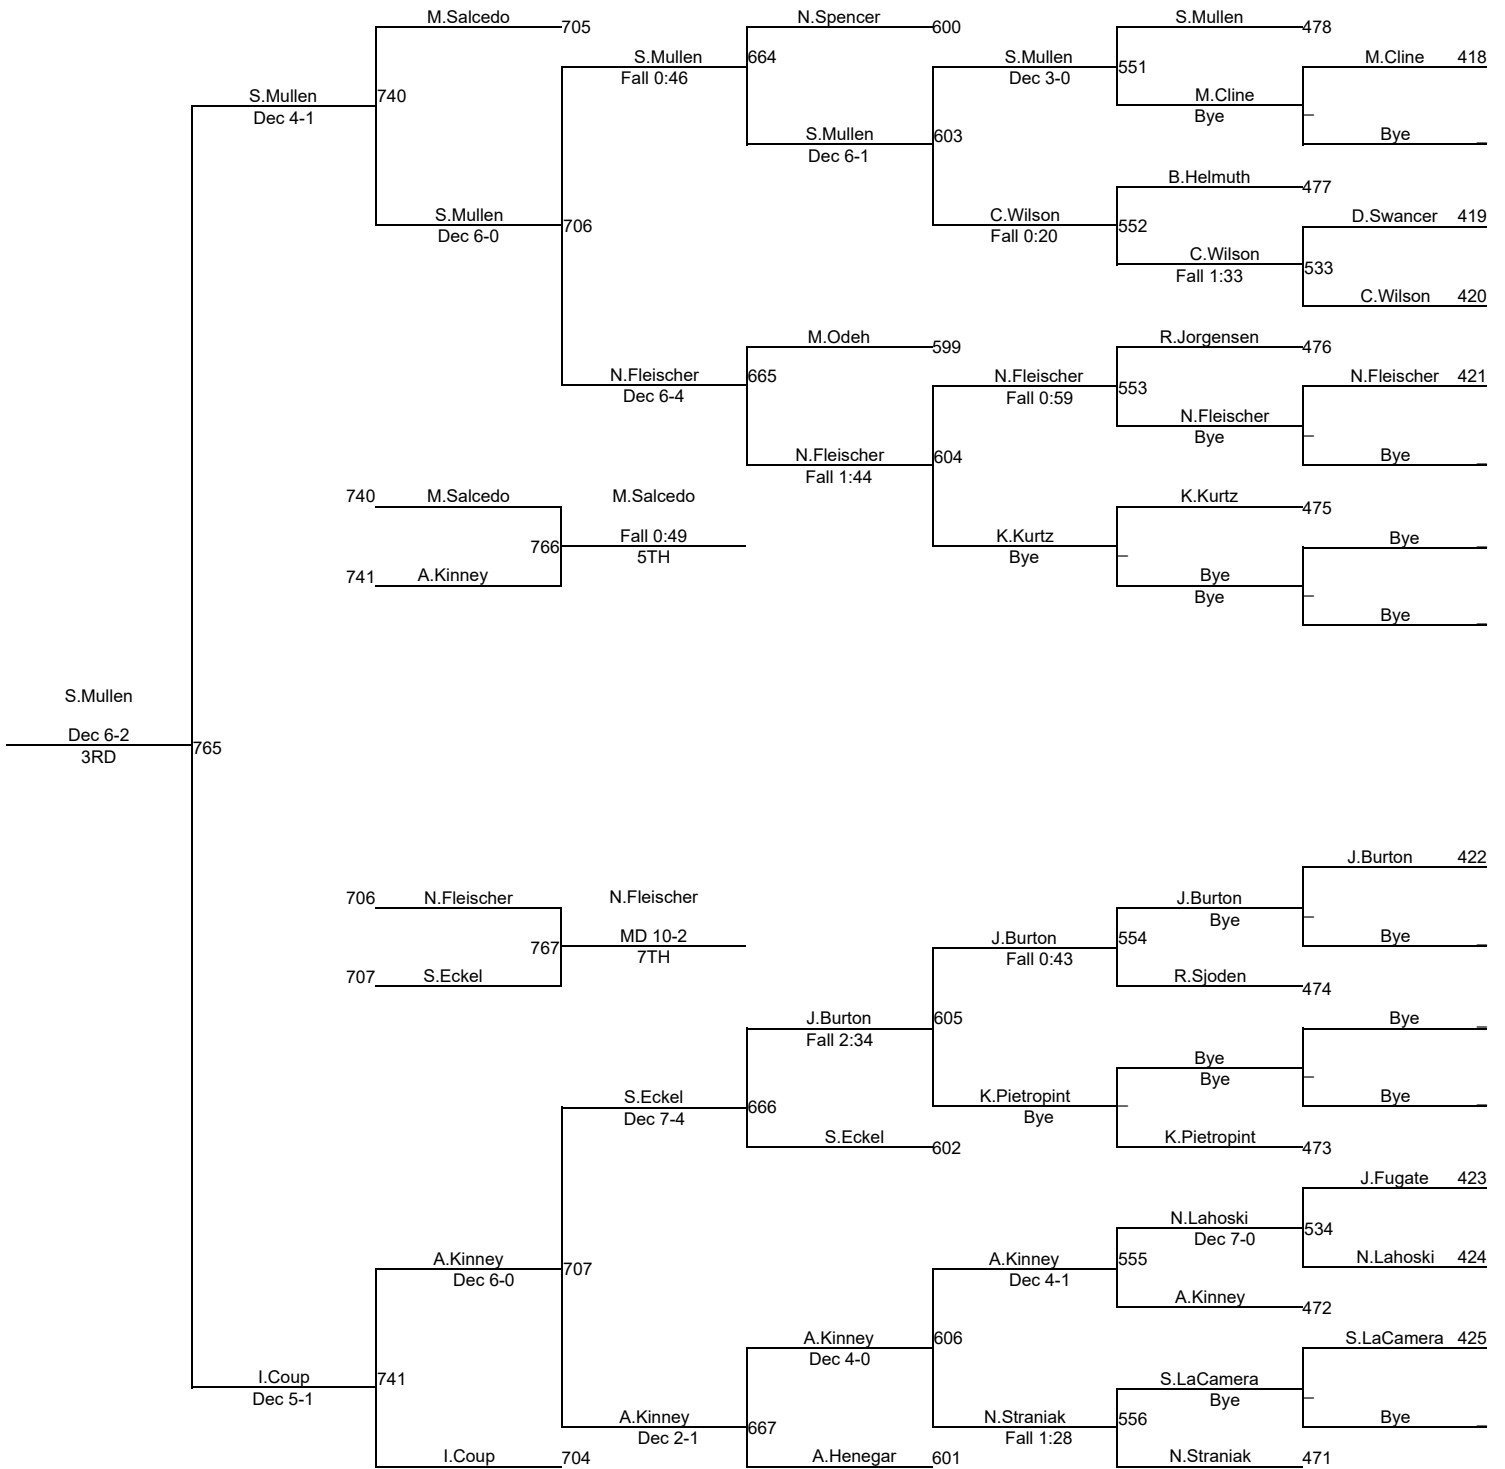 M.Salcedo 705 N.Spencer 600 S.Mullen 478
S.Mullen 664 S.Mullen M.Cline 418
Fall 0:46 Dec 3-0 551
S.Mullen 740 M.Cline
Dec 4-1 Bye
S.Mullen 603 Bye
Dec 6-1
B.Helmuth 477
S.Mullen 706 C.Wilson 552 D.Swancer 419
Dec 6-0 Fall 0:20
C.Wilson 533
Fall 1:33
C.Wilson 420
M.Odeh 599 R.Jorgensen 476
N.Fleischer 665 N.Fleischer 553 N.Fleischer 421
Dec 6-4 Fall 0:59
N.Fleischer
Bye
N.Fleischer 604 Bye
Fall 1:44
740 M.Salcedo M.Salcedo K.Kurtz 475
766 Fall 0:49 K.Kurtz Bye
5TH Bye
741 A.Kinney Bye
Bye
Bye
S.Mullen
Dec 6-2 765
3RD
J.Burton 422
706 N.Fleischer N.Fleischer J.Burton
Bye
767 MD 10-2 J.Burton 554 Bye
7TH Fall 0:43
707 S.Eckel R.Sjoden 474
J.Burton 605 Bye
Fall 2:34
Bye
Bye
S.Eckel 666 K.Pietropint Bye
Dec 7-4 Bye
S.Eckel 602 K.Pietropint 473
J.Fugate 423
N.Lahoski 534
Dec 7-0
A.Kinney 707 A.Kinney 555 N.Lahoski 424
Dec 6-0 Dec 4-1
A.Kinney 472
A.Kinney 606 S.LaCamera 425
Dec 4-0
I.Coup 741 S.LaCamera
Dec 5-1 Bye
A.Kinney 667 N.Straniak 556 Bye
Dec 2-1 Fall 1:28
I.Coup 704 A.Henegar 601 N.Straniak 471